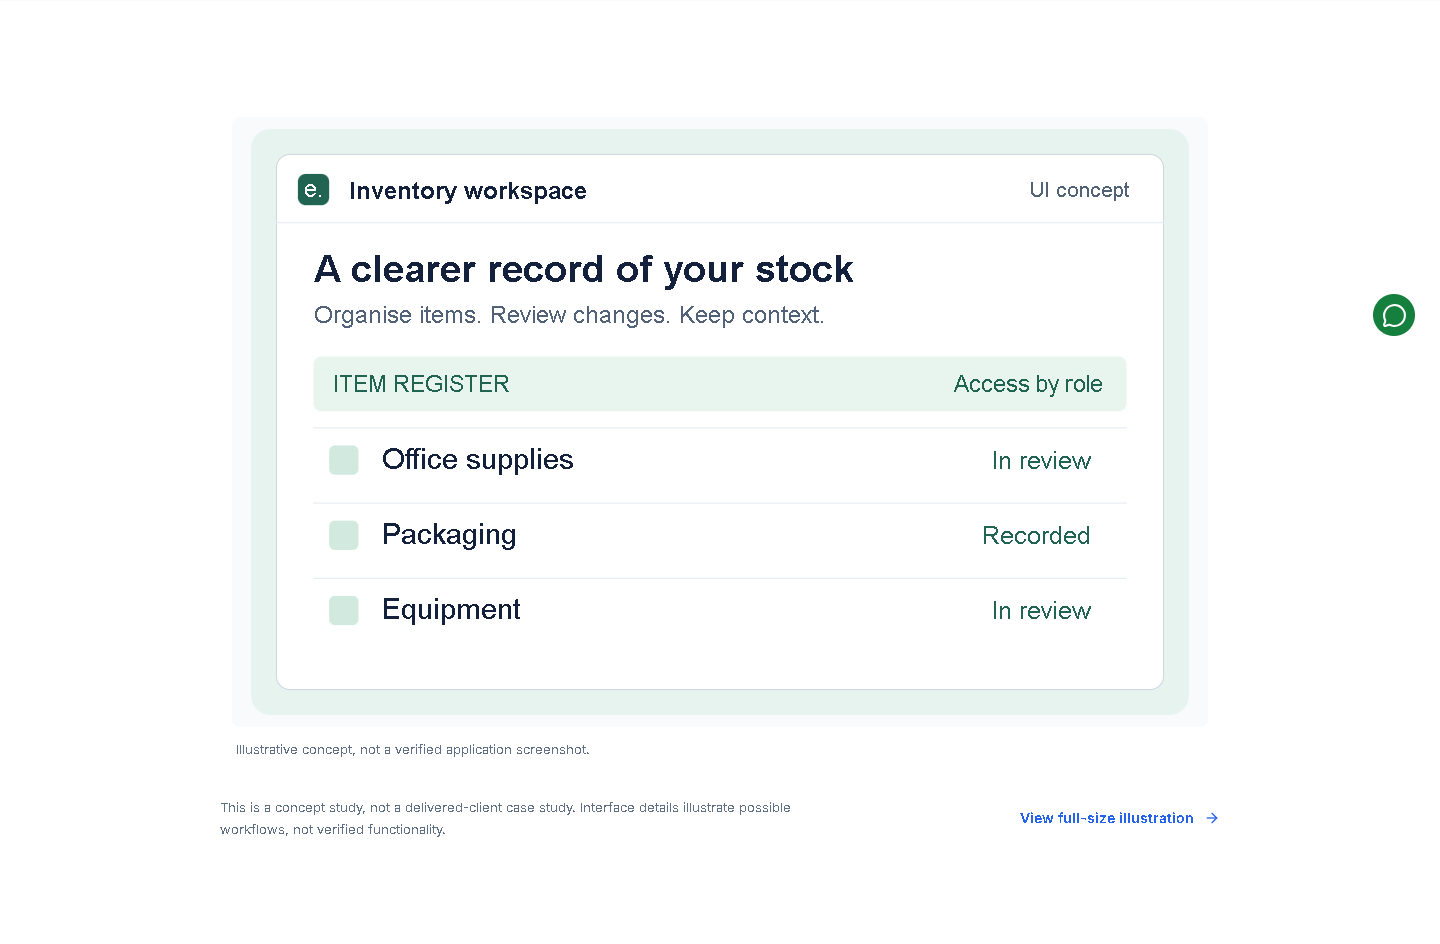 e. Inventory workspace UI concept
A clearer record of your stock
Organise items. Review changes. Keep context.
ITEM REGISTER Access by role
Office supplies In review
Packaging Recorded
Equipment In review
Illustrative concept, not a verified application screenshot.
This is a concept study, not a delivered-client case study. Interface details illustrate possible
workflows, not verified functionality.
View full-size illustration →